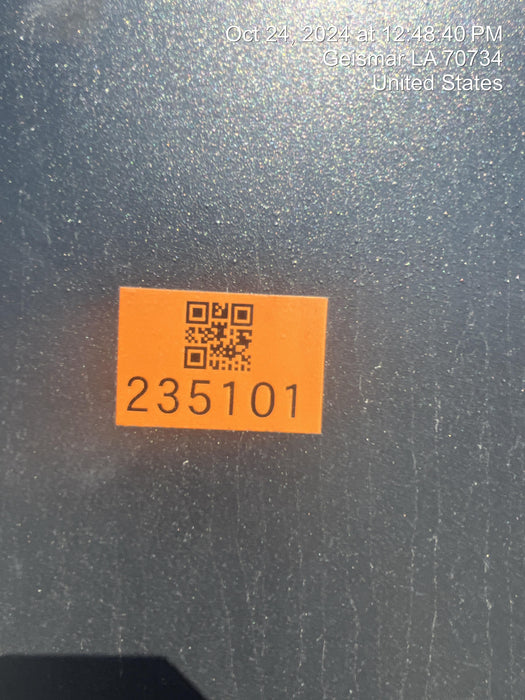 Oct 24, 2024 at 12:48:40 PM
Geismar LA 70734
United States
235101